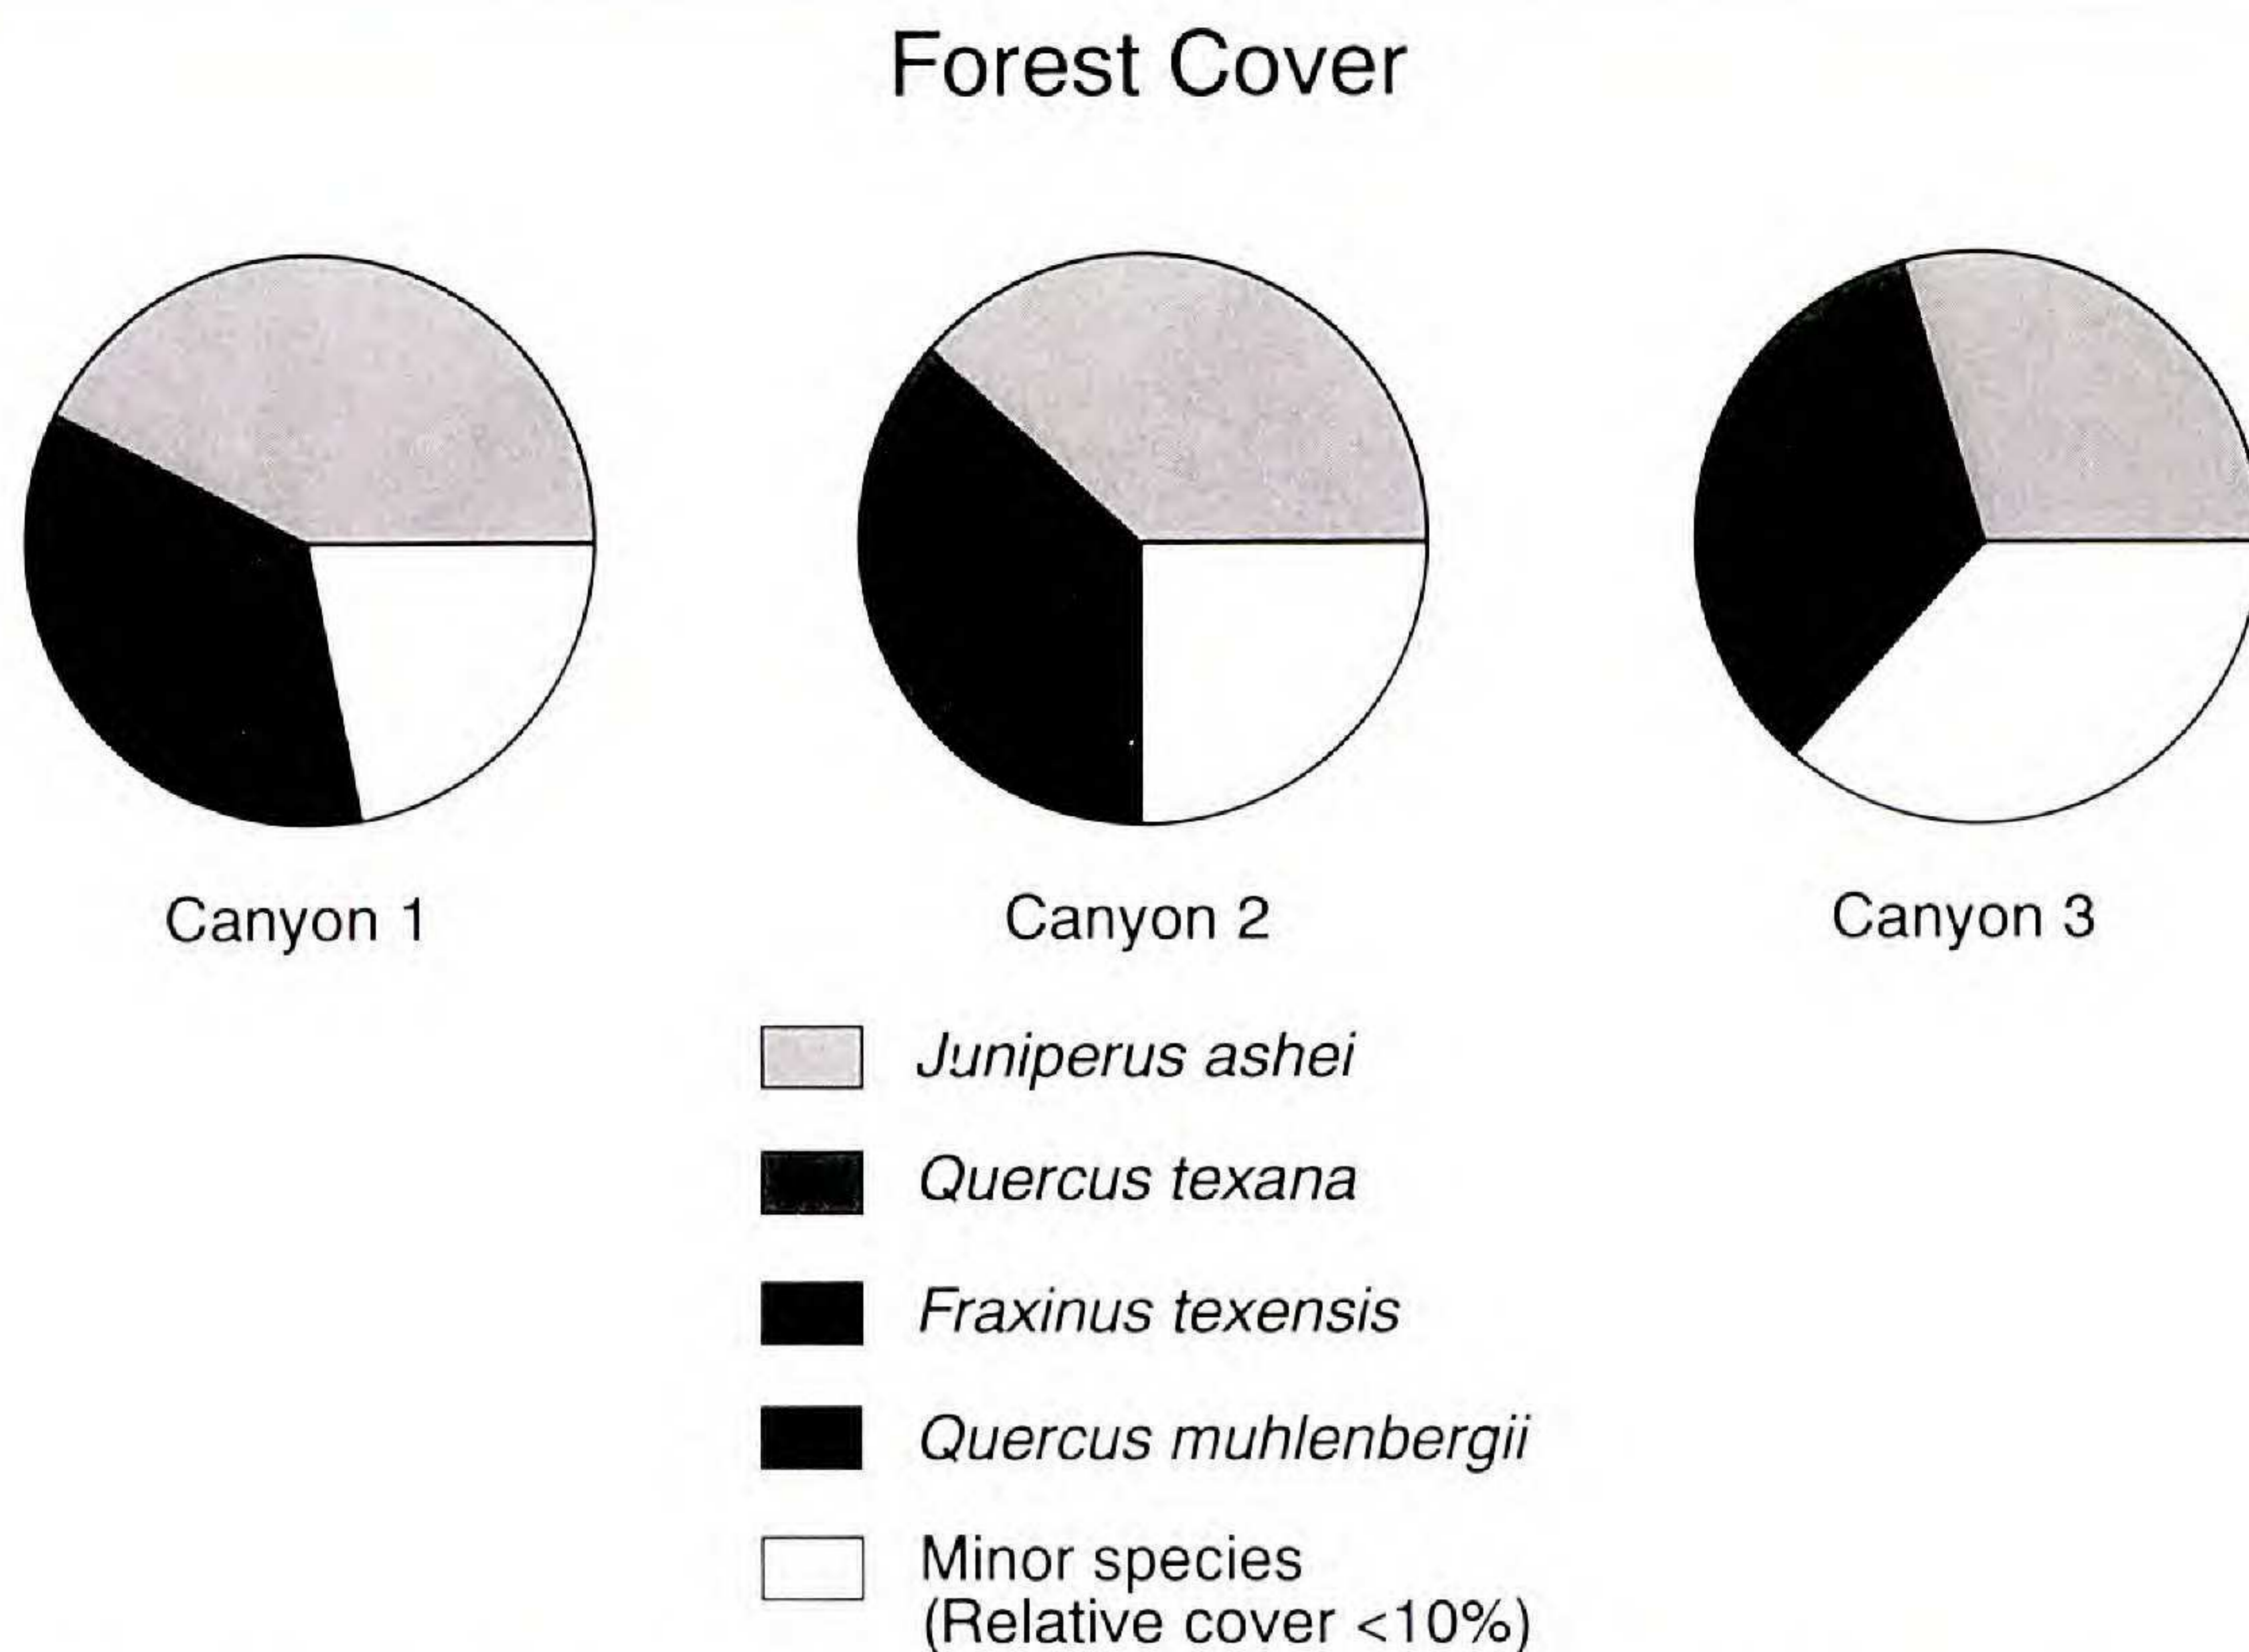 Forest Cover
Canyon 1
Canyon 2
Canyon 3
Juniperus ashei
Quercus texana
Fraxinus texensis
Quercus muhlenbergii
Minor species
(Relative cover <10%)